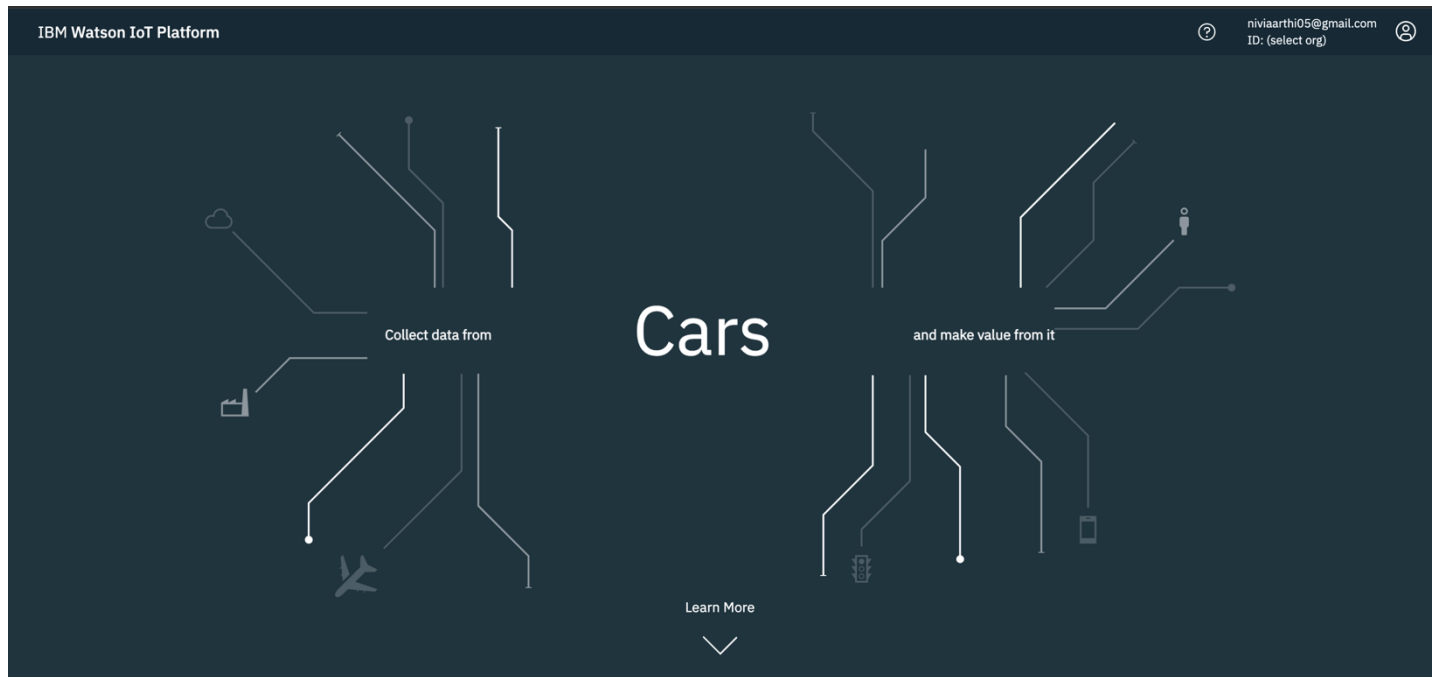 IBM Watson IoT Platform
niviaarthi05@gmail.com
ID: (select org)
Collect data from
Cars
and make value from it
Learn More